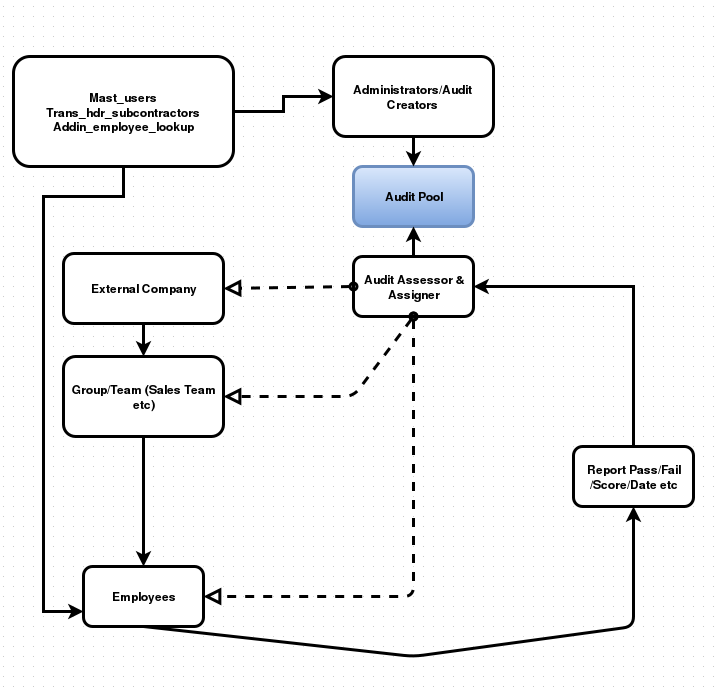 Mast_users
Trans_hdr_subcontractors
Addin_employee_lookup
Administrators/Audit
Creators
Audit Pool
External Company
Audit Assessor &
Assigner
Group/Team (Sales Team
etc)
Report Pass/Fail
/Score/Date etc
Employees